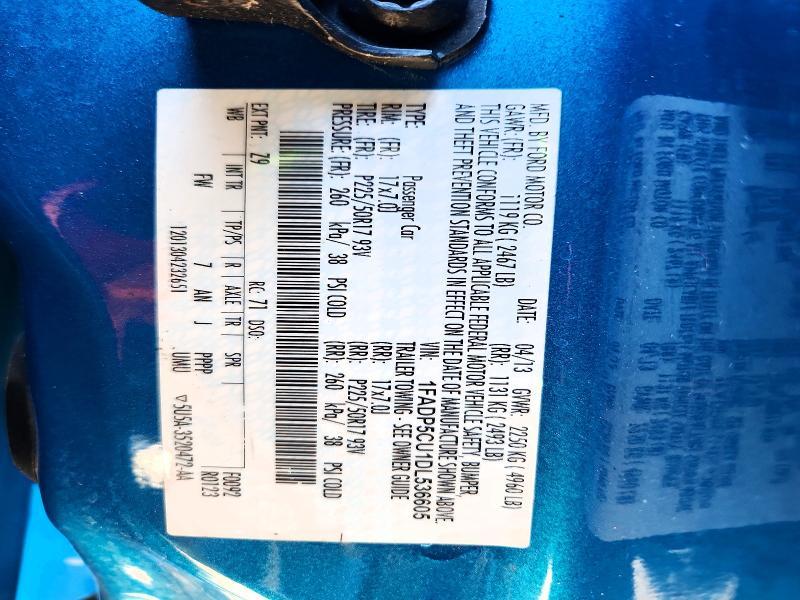 MFD. BY FORD MOTOR CO.
DATE: 04/13 GVWR: 2250 KG ( 4960 LB)
GAWR: (FR): 1119 KG ( 2467 LB) (RR): 1131 KG ( 2493 LB)
THIS VEHICLE CONFORMS TO ALL APPLICABLE FEDERAL MOTOR VEHICLE SAFETY, BUMPER,
AND THEFT PREVENTION STANDARDS IN EFFECT ON THE DATE OF MANUFACTURE SHOWN ABOVE.
VIN: 1FADP5CU1DL536605
TYPE: Passenger Car TRAILER TOWING - SEE OWNER GUIDE
RIM: (FR): 17x7.0J (RR): 17x7.0J
TIRE: (FR): P225/50R17 93V (RR): P225/50R17 93V
PRESSURE: (FR): 260 kPa/ 38 PSI COLD (RR): 260 kPa/ 38 PSI COLD
EXT PNT: Z9 RC: 71 DSO: F0092
WB INT TR TP/PS R AXLE TR SPR R0123
FW 7 AN J PPPP
1201304232651 UNU ▽5U5A-3520472-AA